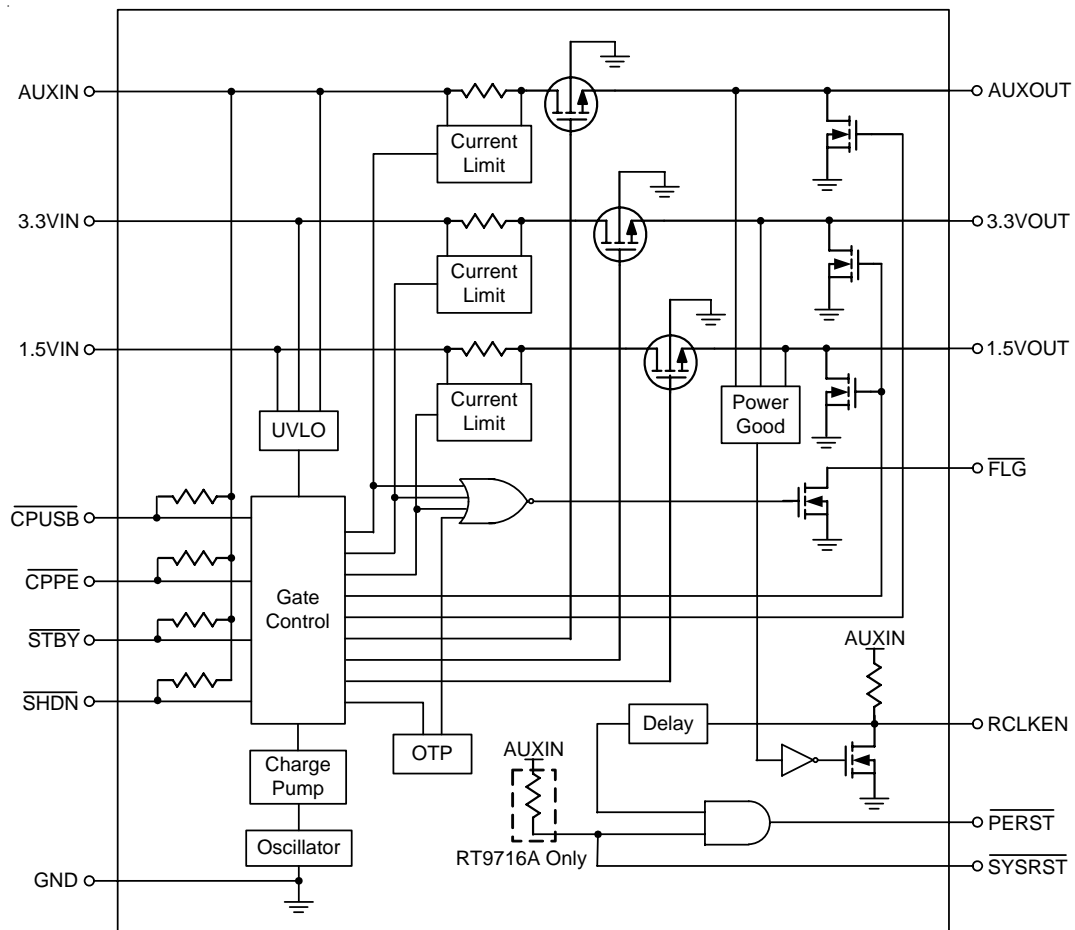 AUXIN
AUXOUT
Current
Limit
3.3VIN
3.3VOUT
Current
Limit
1.5VIN
1.5VOUT
Current
Limit
Power
Good
UVLO
FLG
CPUSB
CPPE
Gate
Control
STBY
AUXIN
SHDN
RCLKEN
Delay
OTP
AUXIN
Charge
Pump
PERST
Oscillator
RT9716A Only
SYSRST
GND